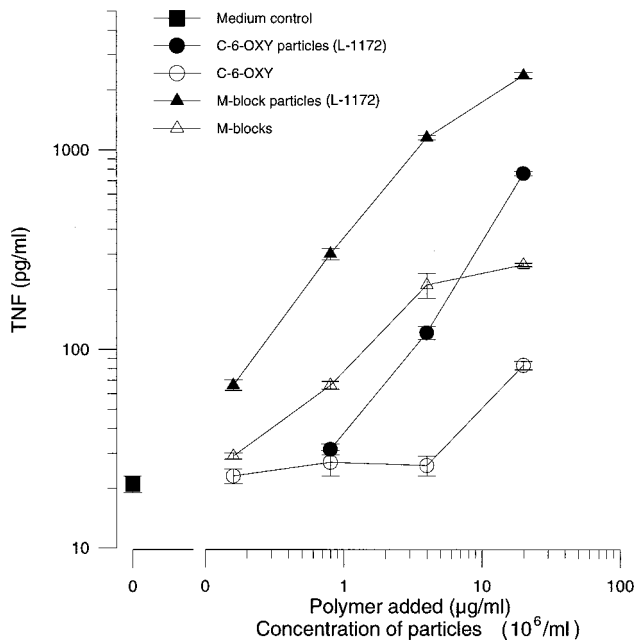 Medium control
C-6-OXY particles (L-1172)
C-6-OXY
M-block particles (L-1172)
M-blocks
TNF (pg/ml)
1000
100
10
0
0
1
10
100
Polymer added (µg/ml)
Concentration of particles (10⁶/ml)